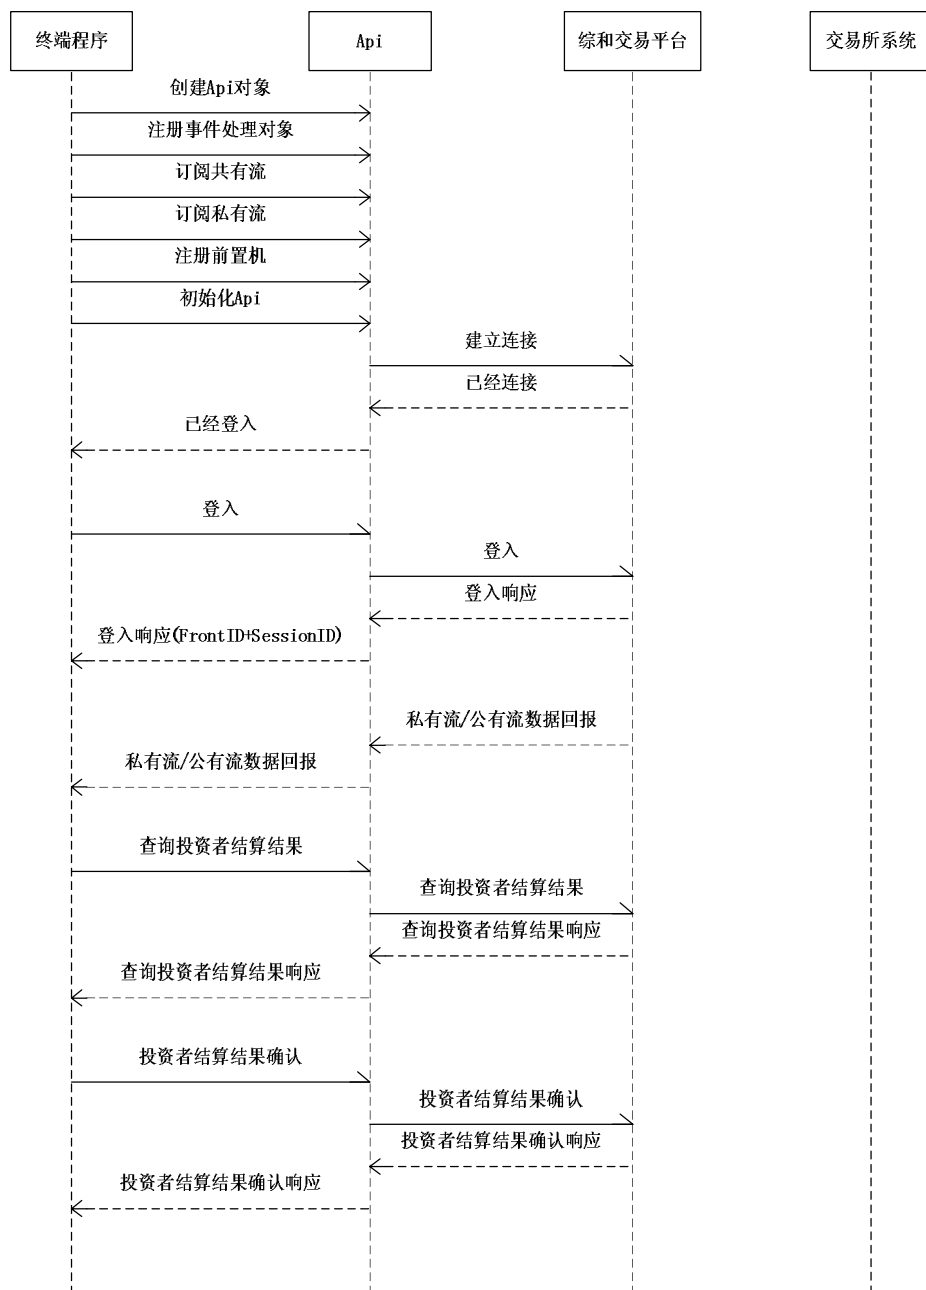 终端程序
Api
综和交易平台
交易所系统
创建Api对象
注册事件处理对象
订阅共有流
订阅私有流
注册前置机
初始化Api
建立连接
已经连接
已经登入
登入
登入
登入响应
登入响应(FrontID+SessionID)
私有流/公有流数据回报
私有流/公有流数据回报
查询投资者结算结果
查询投资者结算结果
查询投资者结算结果响应
查询投资者结算结果响应
投资者结算结果确认
投资者结算结果确认
投资者结算结果确认响应
投资者结算结果确认响应